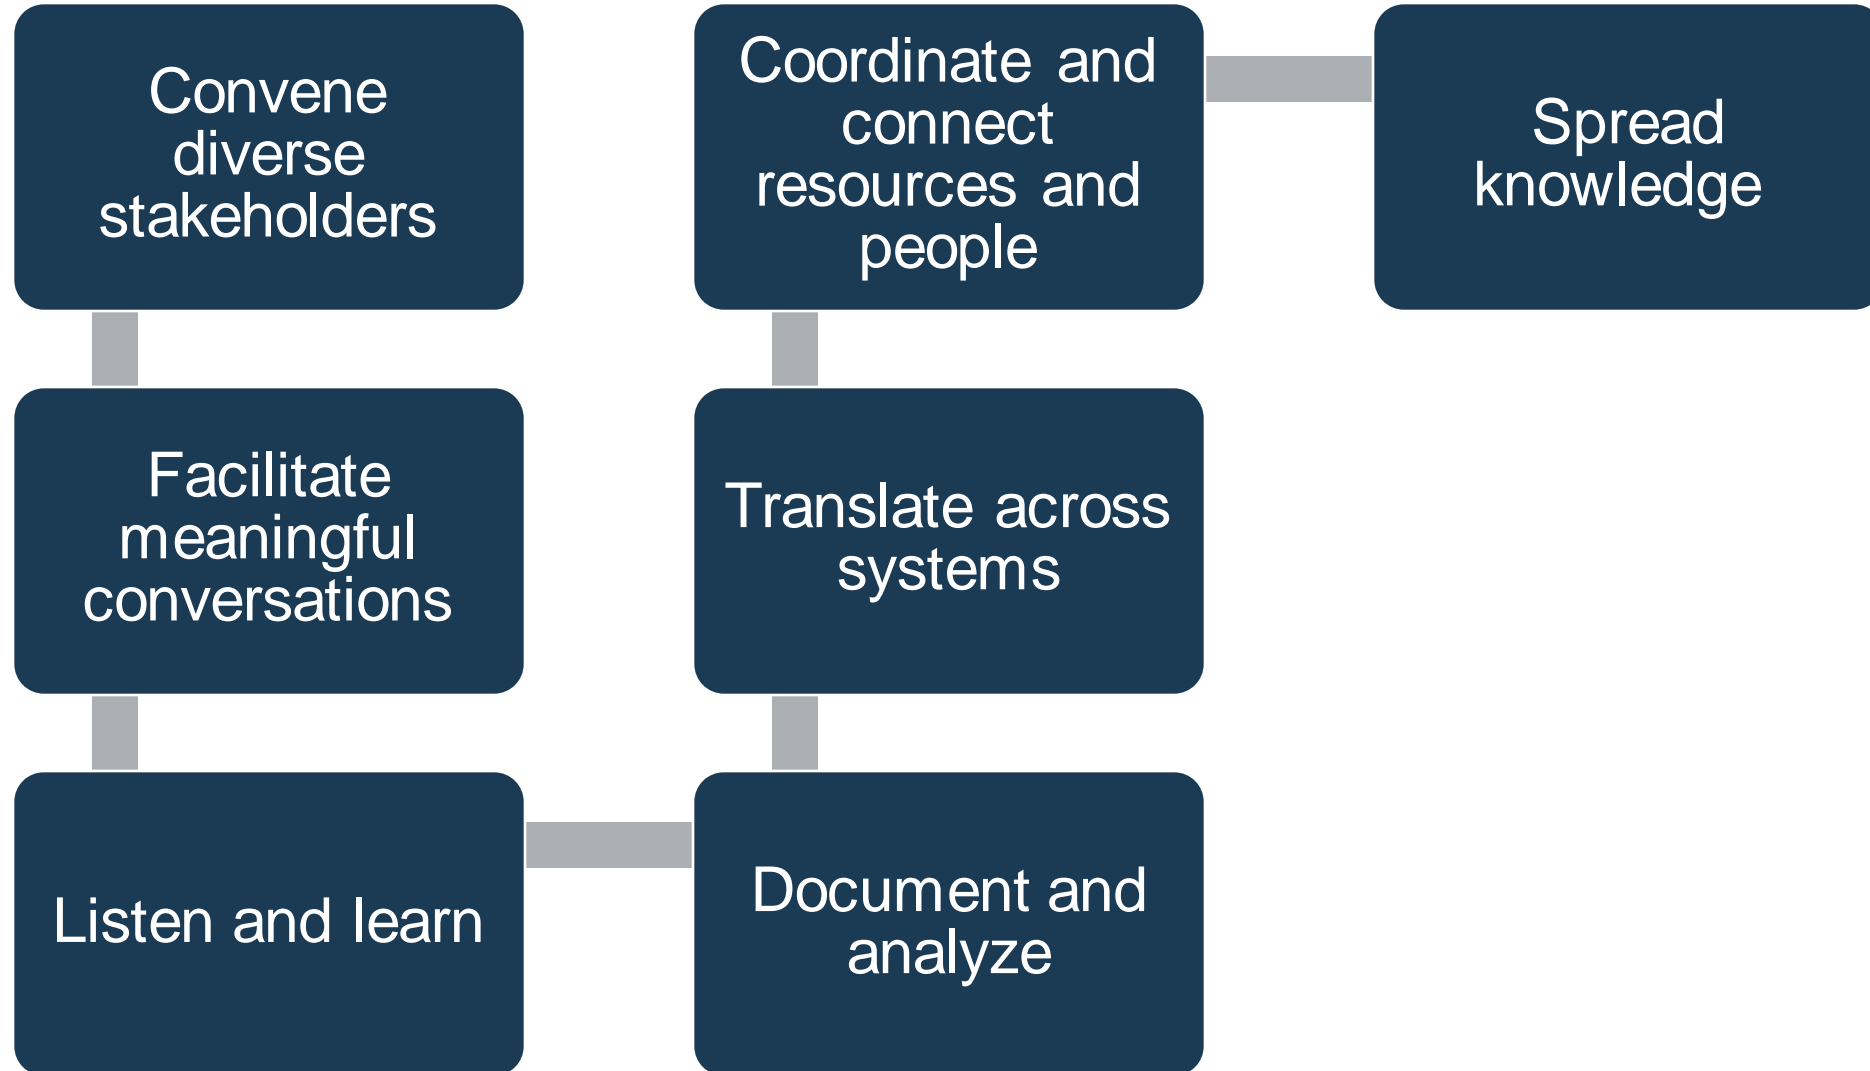 Convene
diverse
stakeholders
Facilitate
meaningful
conversations
Listen and learn
Document and
analyze
Translate across
systems
Coordinate and
connect
resources and
people
Spread
knowledge